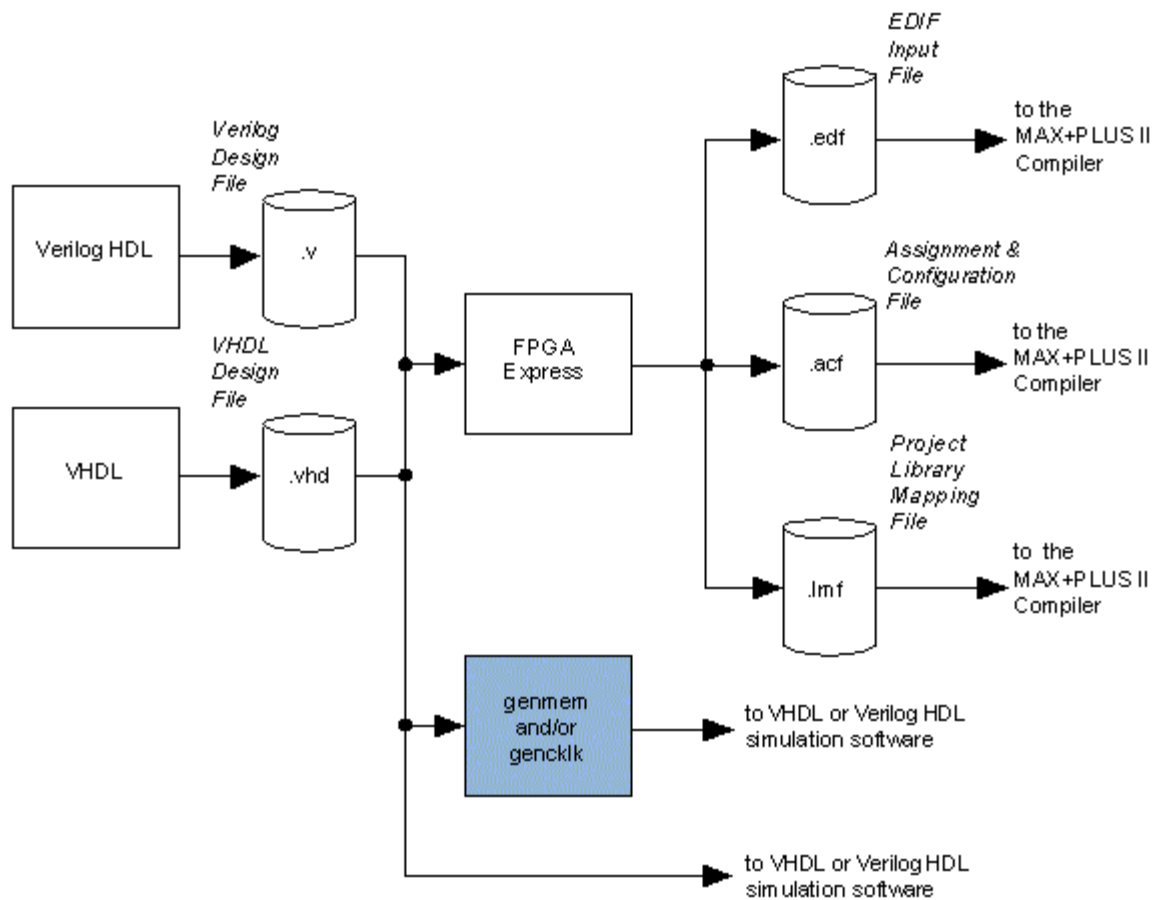 EDIF
Input
File
.edf
to the
MAX+PLUS II
Compiler
Verilog
Design
File
Verilog HDL
.v
Assignment &
Configuration
File
FPGA
Express
.acf
to the
MAX+PLUS II
Compiler
VHDL
Design
File
VHDL
.vhd
Project
Library
Mapping
File
.lmf
to the
MAX+PLUS II
Compiler
genmem
and/or
gencklk
to VHDL or Verilog HDL
simulation software
to VHDL or Verilog HDL
simulation software